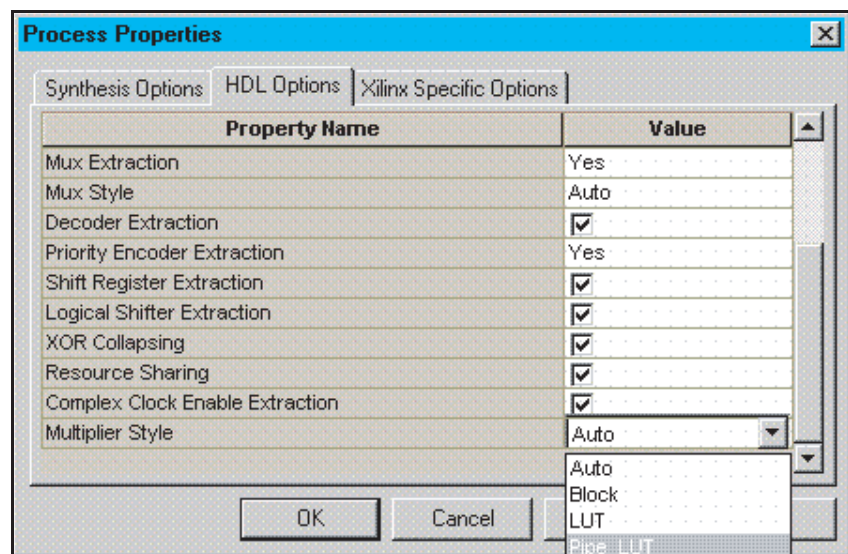 Process Properties
Synthesis Options HDL Options Xilinx Specific Options
Property Name Value
Mux Extraction Yes
Mux Style Auto
Decoder Extraction
Priority Encoder Extraction Yes
Shift Register Extraction
Logical Shifter Extraction
XOR Collapsing
Resource Sharing
Complex Clock Enable Extraction
Multiplier Style Auto
Auto
Block
OK Cancel LUT
Pipe_LUT